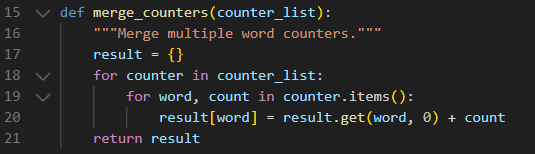 15 def merge_counters(counter_list):
16     """Merge multiple word counters."""
17     result = {}
18     for counter in counter_list:
19         for word, count in counter.items():
20             result[word] = result.get(word, 0) + count
21     return result